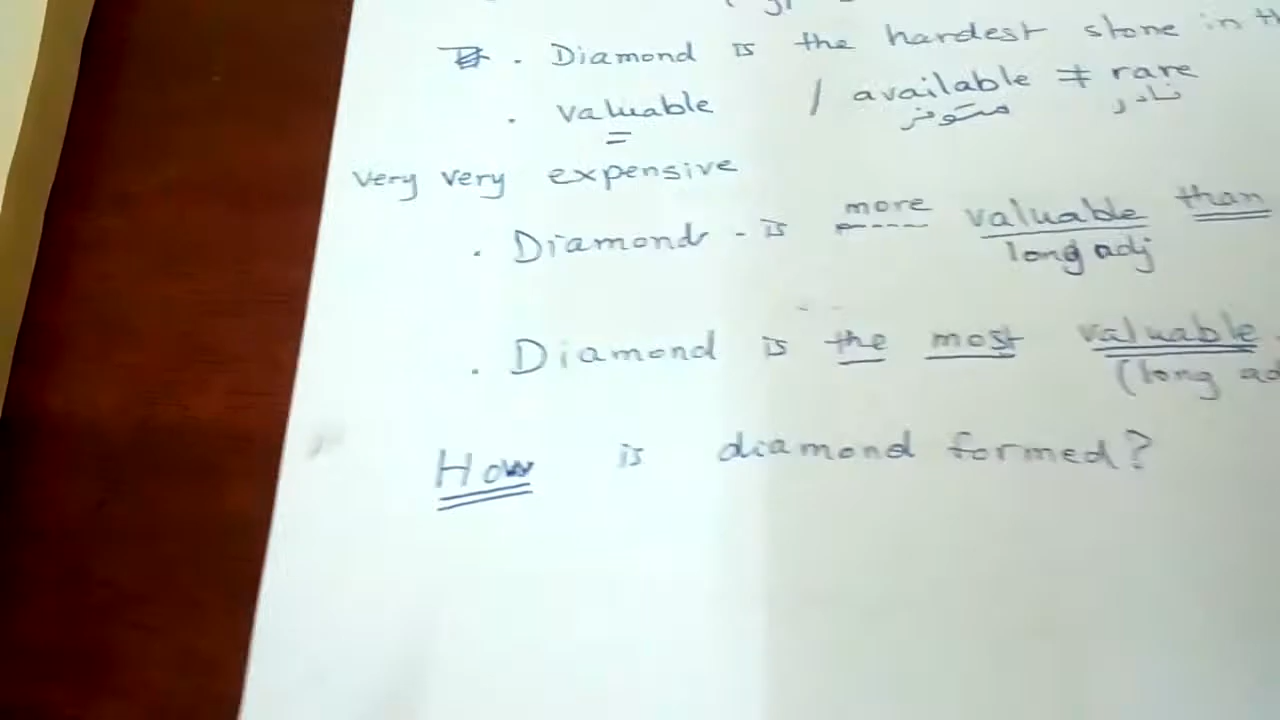 . Diamond is the hardest stone in th
. valuable / available ≠ rare
متوفر نادر
=
very very expensive
. Diamond - is more valuable than
long adj
. Diamond is the most valuable
(long ad
How is diamond formed?